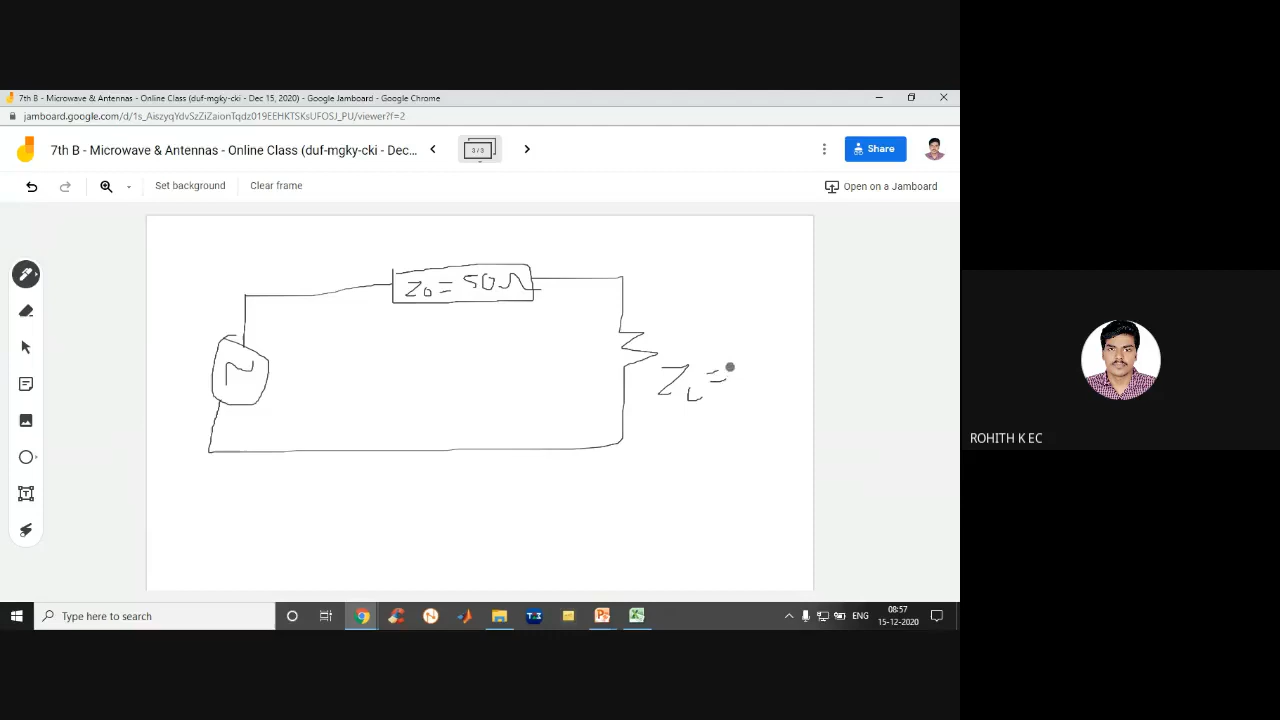 7th B - Microwave & Antennas - Online Class (duf-mgky-cki - Dec 15, 2020) - Google Jamboard - Google Chrome
jamboard.google.com/d/1s_AiszyqYdvSzZiZaionTqdz019EEHKTSKsUFOSJ_PU/viewer?f=2
7th B - Microwave & Antennas - Online Class (duf-mgky-cki - Dec... 3 / 3 Share
Set background Clear frame Open on a Jamboard
Z0 = 50Ω
ZL =
ROHITH K EC
Type here to search ENG 08:57
15-12-2020